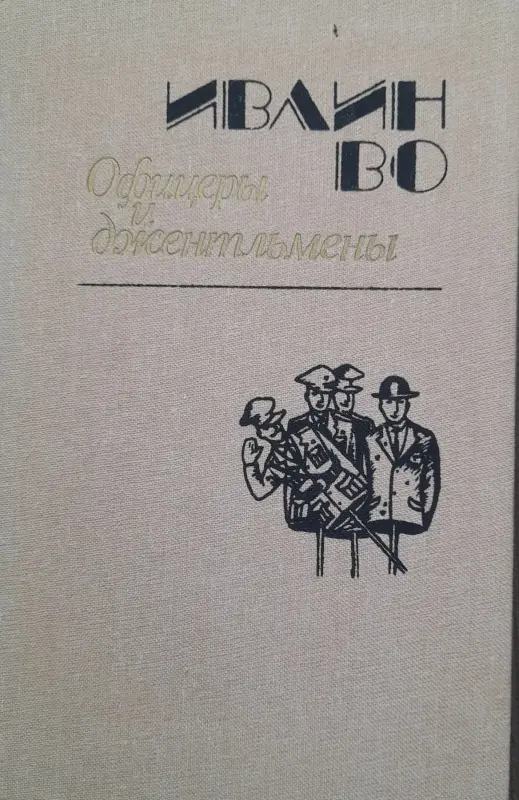 ИВЛИН
ВО
Офицеры
и
джентльмены